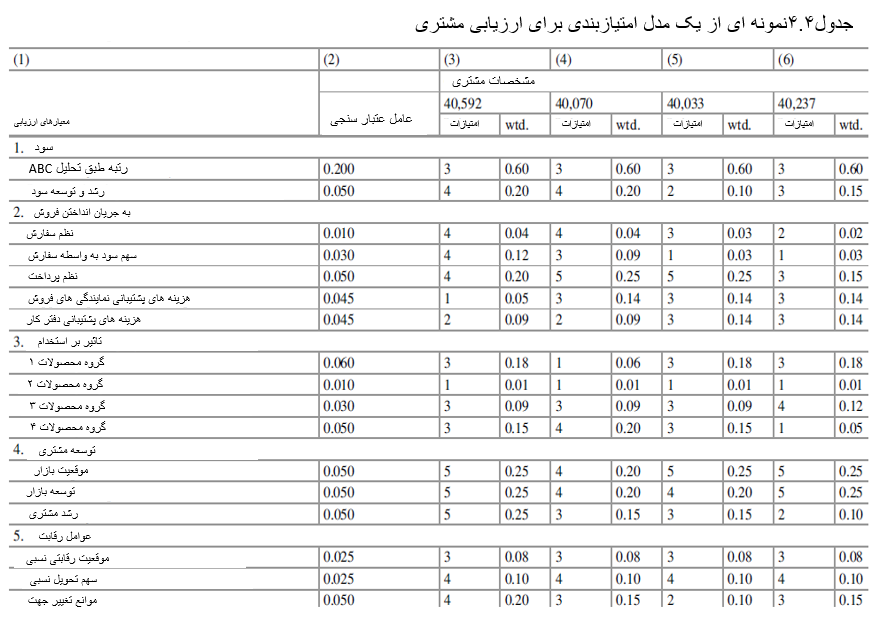 جدول۴.۴نمونه ای از یک مدل امتیازبندی برای ارزیابی مشتری
(1) (2) (3) (4) (5) (6)
مشخصات مشتری
40,592 40,070 40,033 40,237
معیارهای ارزیابی عامل عتبار سنجی امتیازات wtd. امتیازات wtd. امتیازات wtd. امتیازات wtd.
1. سود
رتبه طبق تحلیل ABC 0.200 3 0.60 3 0.60 3 0.60 3 0.60
رشد و توسعه سود 0.050 4 0.20 4 0.20 2 0.10 3 0.15
2. به جریان انداختن فروش
نظم سفارش 0.010 4 0.04 4 0.04 3 0.03 2 0.02
سهم سود به واسطه سفارش 0.030 4 0.12 3 0.09 1 0.03 1 0.03
نظم پرداخت 0.050 4 0.20 5 0.25 5 0.25 3 0.15
هزینه های پشتیبانی نمایندگی های فروش 0.045 1 0.05 3 0.14 3 0.14 3 0.14
هزینه های پشتیبانی دفتر کار 0.045 2 0.09 2 0.09 3 0.14 3 0.14
3. تاثیر بر استخدام
گروه محصولات ۱ 0.060 3 0.18 1 0.06 3 0.18 3 0.18
گروه محصولات ۲ 0.010 1 0.01 1 0.01 1 0.01 1 0.01
گروه محصولات ۳ 0.030 3 0.09 3 0.09 3 0.09 4 0.12
گروه محصولات ۴ 0.050 3 0.15 4 0.20 3 0.15 1 0.05
4. توسعه مشتری
موقعیت بازار 0.050 5 0.25 4 0.20 5 0.25 5 0.25
توسعه بازار 0.050 5 0.25 4 0.20 4 0.20 5 0.25
رشد مشتری 0.050 5 0.25 3 0.15 3 0.15 2 0.10
5. عوامل رقابت
موقعیت رقابتی نسبی 0.025 3 0.08 3 0.08 3 0.08 3 0.08
سهم تحویل نسبی 0.025 4 0.10 4 0.10 4 0.10 4 0.10
موانع تغییر جهت 0.050 4 0.20 3 0.15 2 0.10 3 0.15